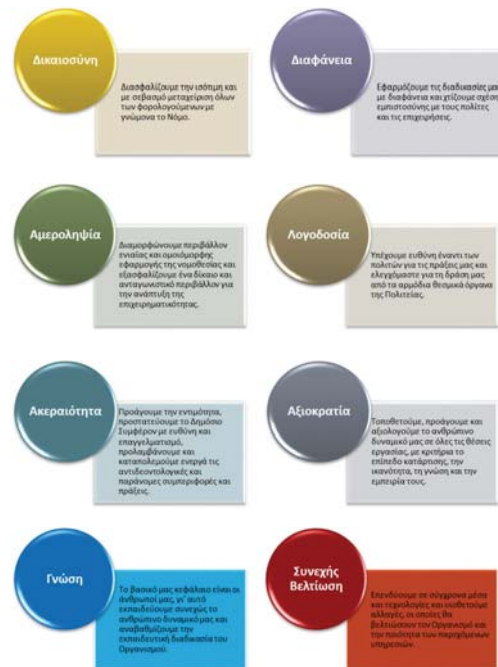 Δικαιοσύνη
Διασφαλίζουμε την ισότιμη και
με σεβασμό μεταχείριση όλων
των φορολογούμενων με
γνώμονα το Νόμο.
Διαφάνεια
Εφαρμόζουμε τις διαδικασίες μας
με διαφάνεια και χτίζουμε σχέση
εμπιστοσύνης με τους πολίτες
και τις επιχειρήσεις.
Αμεροληψία
Διαμορφώνουμε περιβάλλον
ενιαίας και ομοιόμορφης
εφαρμογής της νομοθεσίας και
εξασφαλίζουμε ένα δίκαιο και
ανταγωνιστικό περιβάλλον για
την ανάπτυξη της
επιχειρηματικότητας.
Λογοδοσία
Υπέχουμε ευθύνη έναντι των
πολιτών για τις πράξεις μας και
ελεγχόμαστε για τη δράση μας
από τα αρμόδια θεσμικά όργανα
της Πολιτείας.
Ακεραιότητα
Προάγουμε την εντιμότητα,
προστατεύουμε το Δημόσιο
Συμφέρον με ευθύνη και
επαγγελματισμό,
προλαμβάνουμε και
καταπολεμούμε ενεργά τις
αντιδεοντολογικές και
παράνομες συμπεριφορές και
πράξεις.
Αξιοκρατία
Τοποθετούμε, προάγουμε και
αξιολογούμε το ανθρώπινο
δυναμικό μας σε όλες τις θέσεις
εργασίας, με κριτήρια το
επίπεδο κατάρτισης, την
ικανότητα, τη γνώση και την
εμπειρία τους.
Γνώση
Το βασικό μας κεφάλαιο είναι οι
άνθρωποί μας, γι' αυτό
εκπαιδεύουμε συνεχώς το
ανθρώπινο δυναμικό μας και
αναβαθμίζουμε την
εκπαιδευτική διαδικασία του
Οργανισμού.
Συνεχής
Βελτίωση
Επενδύουμε σε σύγχρονα μέσα
και τεχνολογίες και υιοθετούμε
αλλαγές, οι οποίες θα
βελτιώσουν τον Οργανισμό και
την ποιότητα των παρεχόμενων
υπηρεσιών...